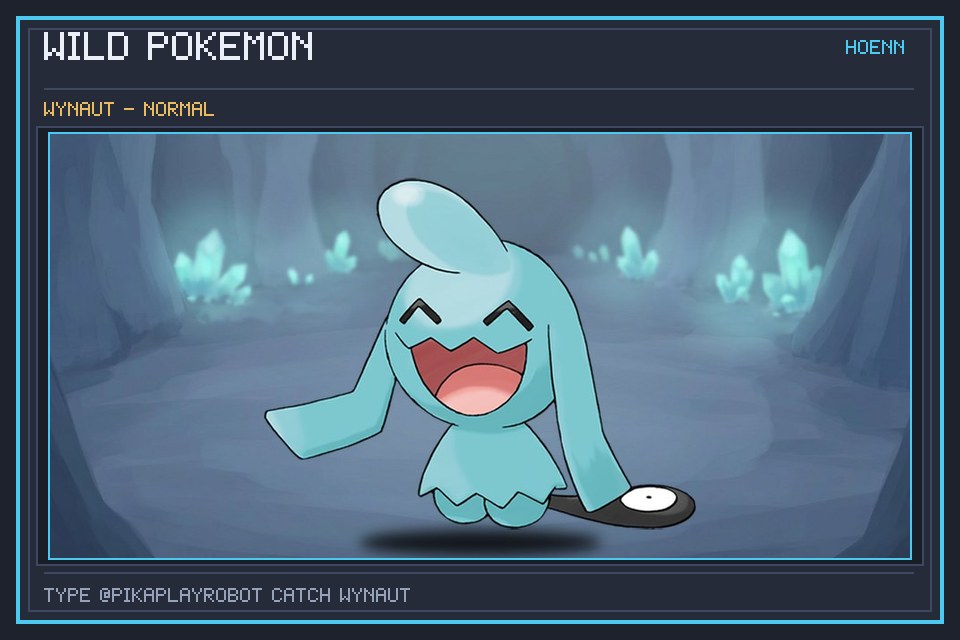 WILD POKEMON
HOENN
WYNAUT - NORMAL
TYPE @PIKAPLAYROBOT CATCH WYNAUT